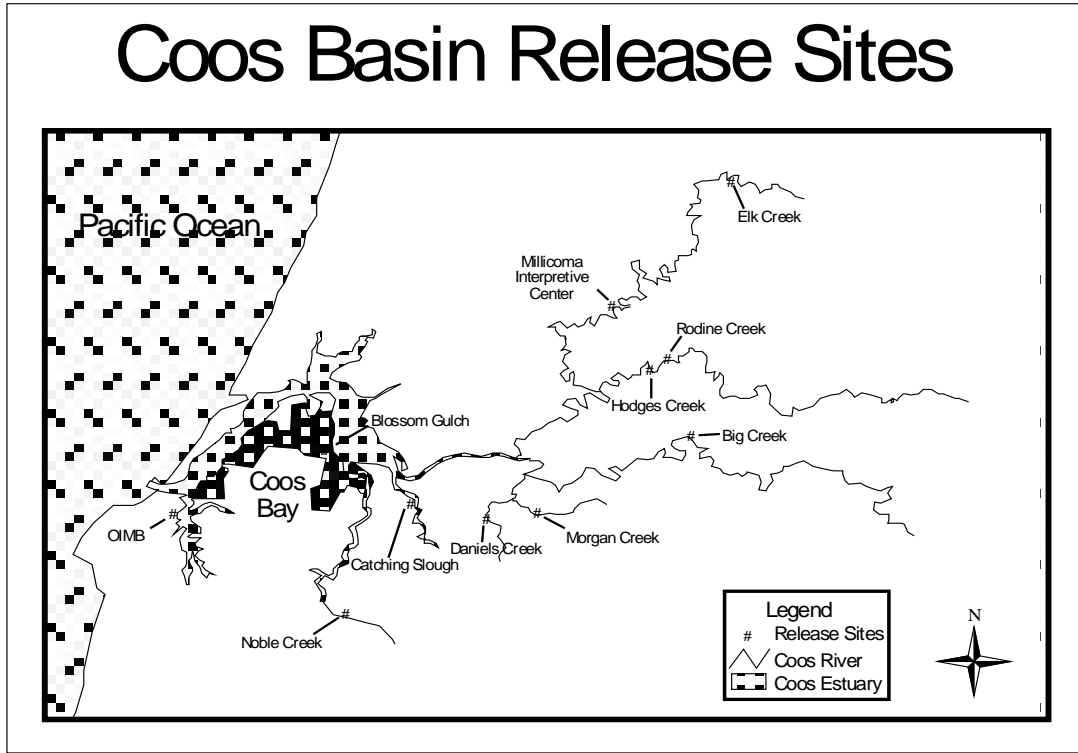 Coos Basin Release Sites
Pacific Ocean
Elk Creek
Millicoma
Interpretive
Center
Rodine Creek
Hodges Creek
Blossom Gulch
Big Creek
Coos
Bay
OIMB
Catching Slough
Daniels Creek
Morgan Creek
Noble Creek
Legend
# Release Sites
Coos River
Coos Estuary
N